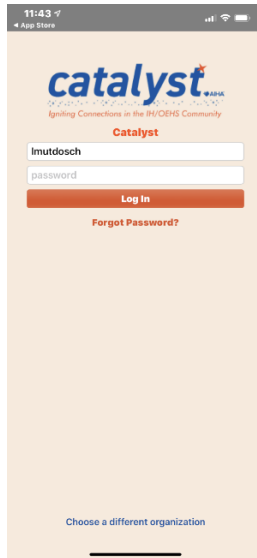 11:43
App Store
catalyst
AIHA
Igniting Connections in the IH/OEHS Community
Catalyst
lmutdosch
password
Log In
Forgot Password?
Choose a different organization